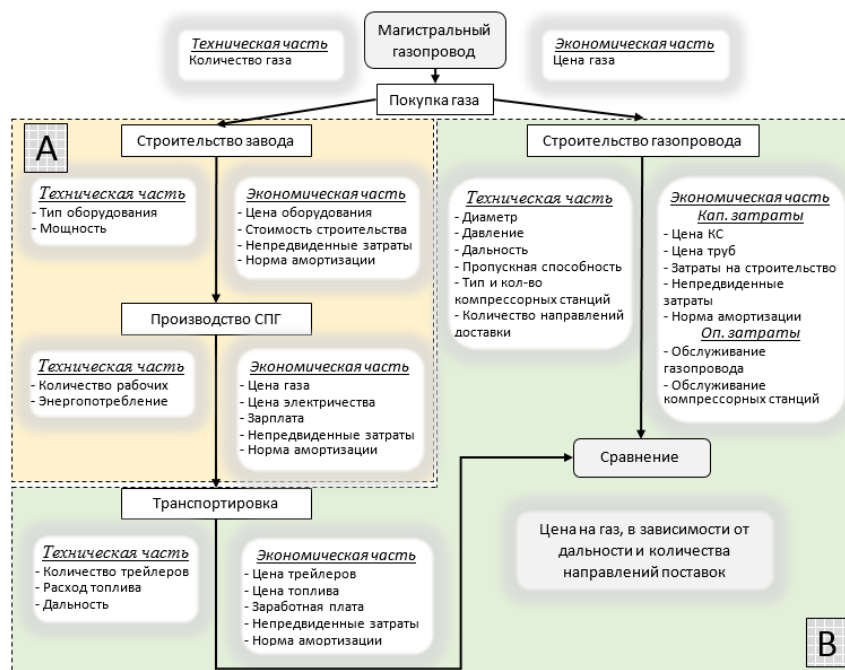 Техническая часть
Количество газа
Магистральный
газопровод
Экономическая часть
Цена газа
Покупка газа
A
Строительство завода
Техническая часть
- Тип оборудования
- Мощность
Экономическая часть
- Цена оборудования
- Стоимость строительства
- Непредвиденные затраты
- Норма амортизации
Производство СПГ
Техническая часть
- Количество рабочих
- Энергопотребление
Экономическая часть
- Цена газа
- Цена электричества
- Зарплата
- Непредвиденные затраты
- Норма амортизации
Транспортировка
Техническая часть
- Количество трейлеров
- Расход топлива
- Дальность
Экономическая часть
- Цена трейлеров
- Цена топлива
- Заработная плата
- Непредвиденные затраты
- Норма амортизации
Строительство газопровода
Техническая часть
- Диаметр
- Давление
- Дальность
- Пропускная способность
- Тип и кол-во
компрессорных станций
- Количество направлений
доставки
Экономическая часть
Кап. затраты
- Цена КС
- Цена труб
- Затраты на строительство
- Непредвиденные
затраты
- Норма амортизации
Оп. затраты
- Обслуживание
газопровода
- Обслуживание
компрессорных станций
Сравнение
Цена на газ, в зависимости от
дальности и количества
направлений поставок
B